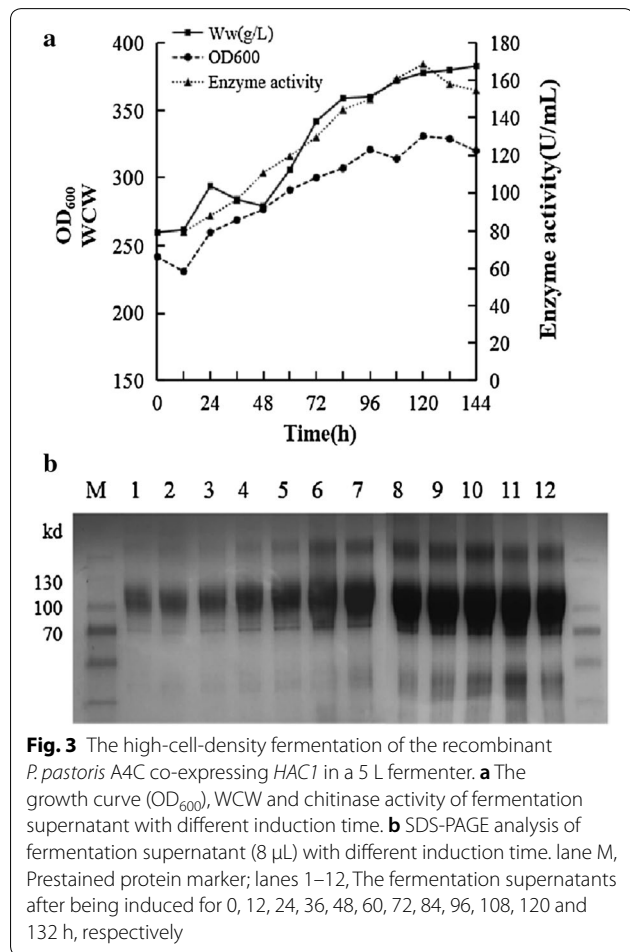 a
400
350
300
250
200
150
OD600
WCW
Ww(g/L)
OD600
Enzyme activity
180
160
140
120
100
80
60
40
20
0
Enzyme activity(U/mL)
0 24 48 72 96 120 144
Time(h)
b
M 1 2 3 4 5 6 7 8 9 10 11 12
kd
130
100
70
Fig. 3 The high-cell-density fermentation of the recombinant
P. pastoris A4C co-expressing HAC1 in a 5 L fermenter. a The
growth curve (OD600), WCW and chitinase activity of fermentation
supernatant with different induction time. b SDS-PAGE analysis of
fermentation supernatant (8 µL) with different induction time. lane M,
Prestained protein marker; lanes 1–12, The fermentation supernatants
after being induced for 0, 12, 24, 36, 48, 60, 72, 84, 96, 108, 120 and
132 h, respectively